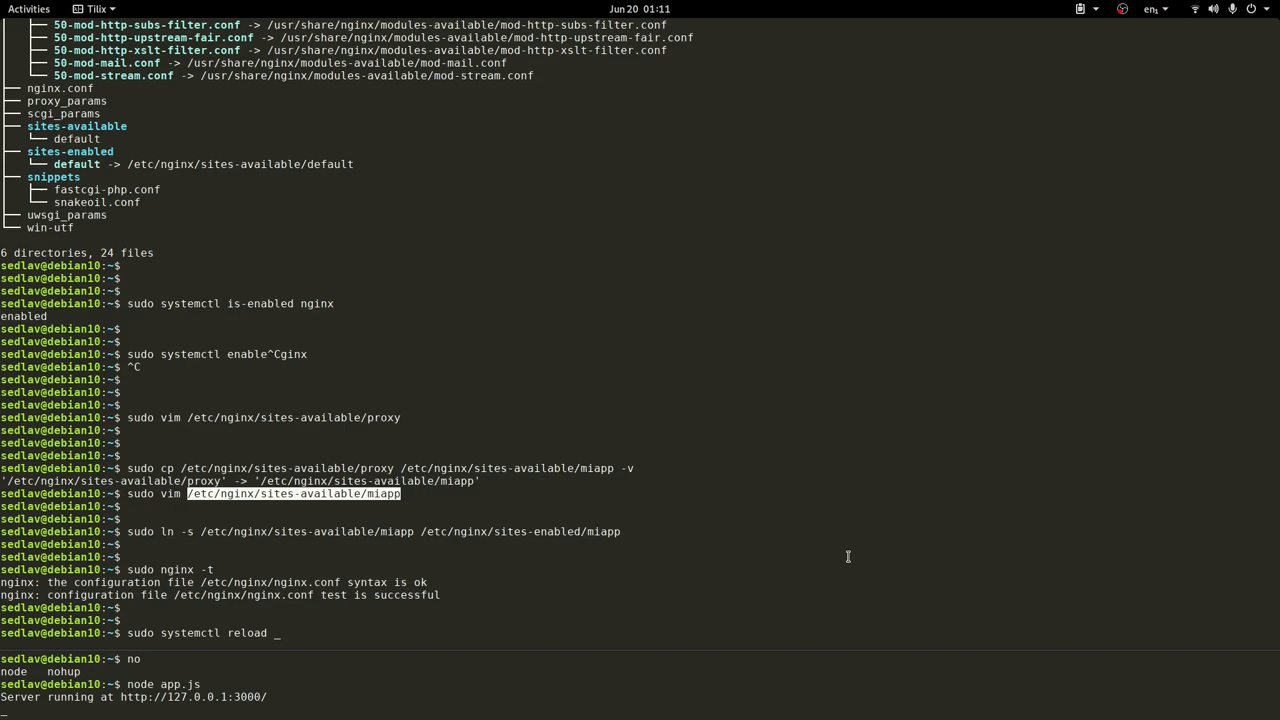 Activities Tilix Jun 20 01:11 en₁
├── 50-mod-http-subs-filter.conf -> /usr/share/nginx/modules-available/mod-http-subs-filter.conf
├── 50-mod-http-upstream-fair.conf -> /usr/share/nginx/modules-available/mod-http-upstream-fair.conf
├── 50-mod-http-xslt-filter.conf -> /usr/share/nginx/modules-available/mod-http-xslt-filter.conf
├── 50-mod-mail.conf -> /usr/share/nginx/modules-available/mod-mail.conf
└── 50-mod-stream.conf -> /usr/share/nginx/modules-available/mod-stream.conf
├── nginx.conf
├── proxy_params
├── scgi_params
├── sites-available
└── default
├── sites-enabled
└── default -> /etc/nginx/sites-available/default
├── snippets
├── fastcgi-php.conf
└── snakeoil.conf
├── uwsgi_params
└── win-utf
6 directories, 24 files
sedlav@debian10:~$
sedlav@debian10:~$
sedlav@debian10:~$
sedlav@debian10:~$ sudo systemctl is-enabled nginx
enabled
sedlav@debian10:~$
sedlav@debian10:~$
sedlav@debian10:~$ sudo systemctl enable^Cginx
sedlav@debian10:~$ ^C
sedlav@debian10:~$
sedlav@debian10:~$
sedlav@debian10:~$
sedlav@debian10:~$ sudo vim /etc/nginx/sites-available/proxy
sedlav@debian10:~$
sedlav@debian10:~$
sedlav@debian10:~$
sedlav@debian10:~$ sudo cp /etc/nginx/sites-available/proxy /etc/nginx/sites-available/miapp -v
'/etc/nginx/sites-available/proxy' -> '/etc/nginx/sites-available/miapp'
sedlav@debian10:~$ sudo vim /etc/nginx/sites-available/miapp
sedlav@debian10:~$
sedlav@debian10:~$
sedlav@debian10:~$ sudo ln -s /etc/nginx/sites-available/miapp /etc/nginx/sites-enabled/miapp
sedlav@debian10:~$
sedlav@debian10:~$
sedlav@debian10:~$ sudo nginx -t
nginx: the configuration file /etc/nginx/nginx.conf syntax is ok
nginx: configuration file /etc/nginx/nginx.conf test is successful
sedlav@debian10:~$
sedlav@debian10:~$
sedlav@debian10:~$ sudo systemctl reload _
sedlav@debian10:~$ no
node nohup
sedlav@debian10:~$ node app.js
Server running at http://127.0.0.1:3000/
_